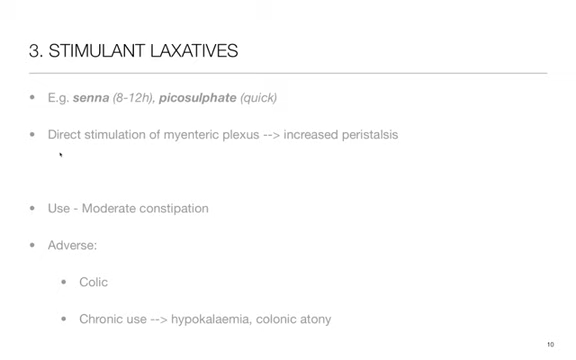 3. STIMULANT LAXATIVES
• E.g. senna (8-12h), picosulphate (quick)
• Direct stimulation of myenteric plexus --> increased peristalsis
• Use - Moderate constipation
• Adverse:
• Colic
• Chronic use --> hypokalaemia, colonic atony
10